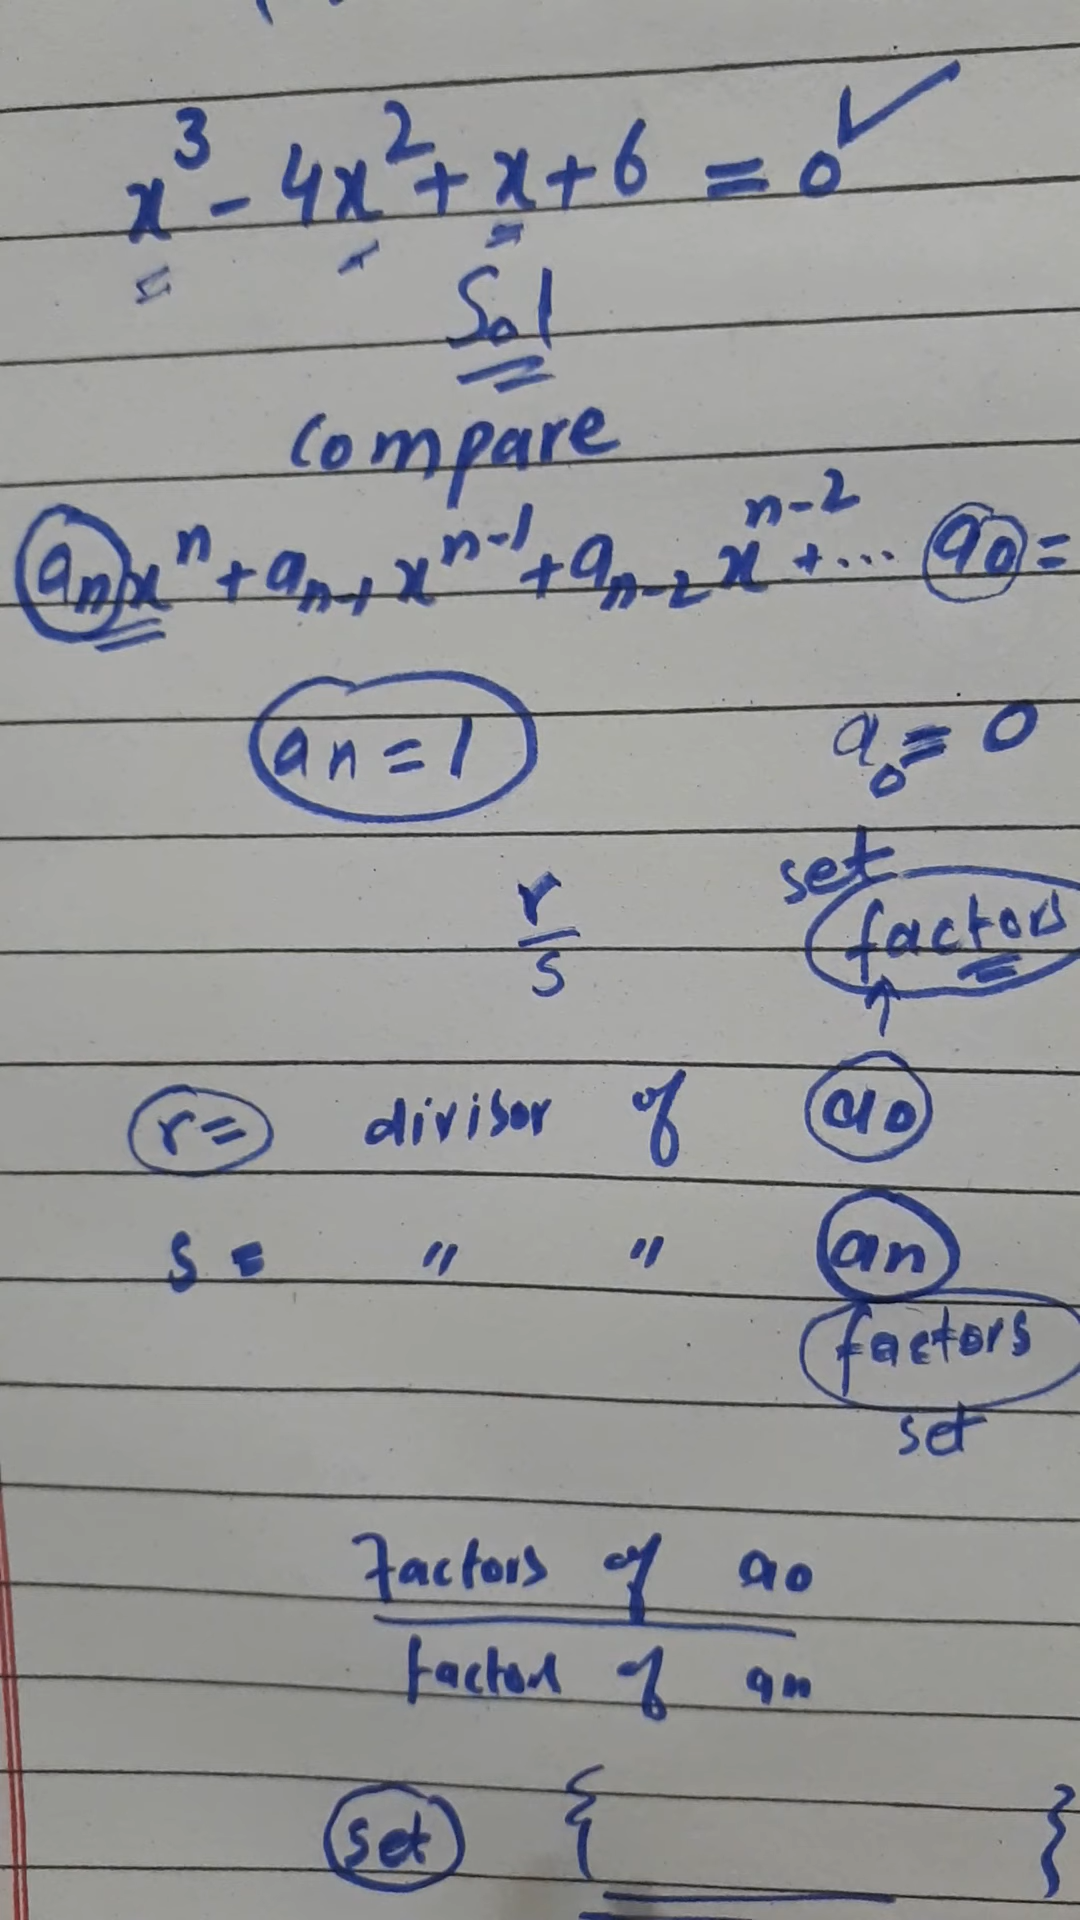 x³ - 4x² + x + 6 = 0 ✓
Sol
Compare
aₙxⁿ + aₙ₋₁ xⁿ⁻¹ + aₙ₋₂ xⁿ⁻² + ... a₀ =
an = 1 a₀ = 0
r/s set factors
r = divisor of a₀
s = " " an
factors
set
Factors of a₀
factors of an
set { }